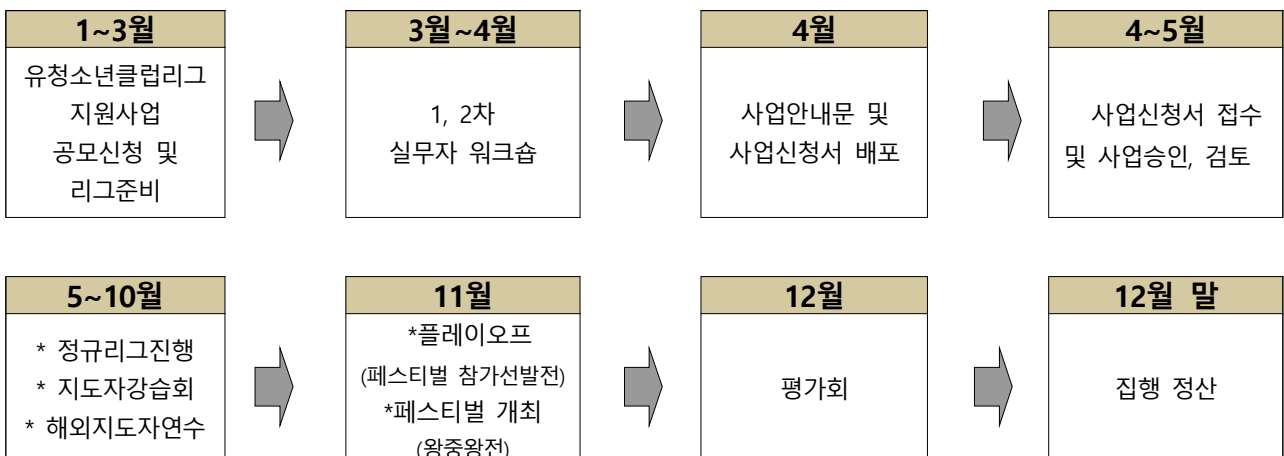 1~3월
유청소년클럽리그
지원사업
공모신청 및
리그준비
3월~4월
1, 2차
실무자 워크숍
4월
사업안내문 및
사업신청서 배포
4~5월
사업신청서 접수
및 사업승인, 검토
5~10월
* 정규리그진행
* 지도자강습회
* 해외지도자연수
11월
*플레이오프
(페스티벌 참가선발전)
*페스티벌 개최
(왕중왕전)
12월
평가회
12월 말
집행 정산